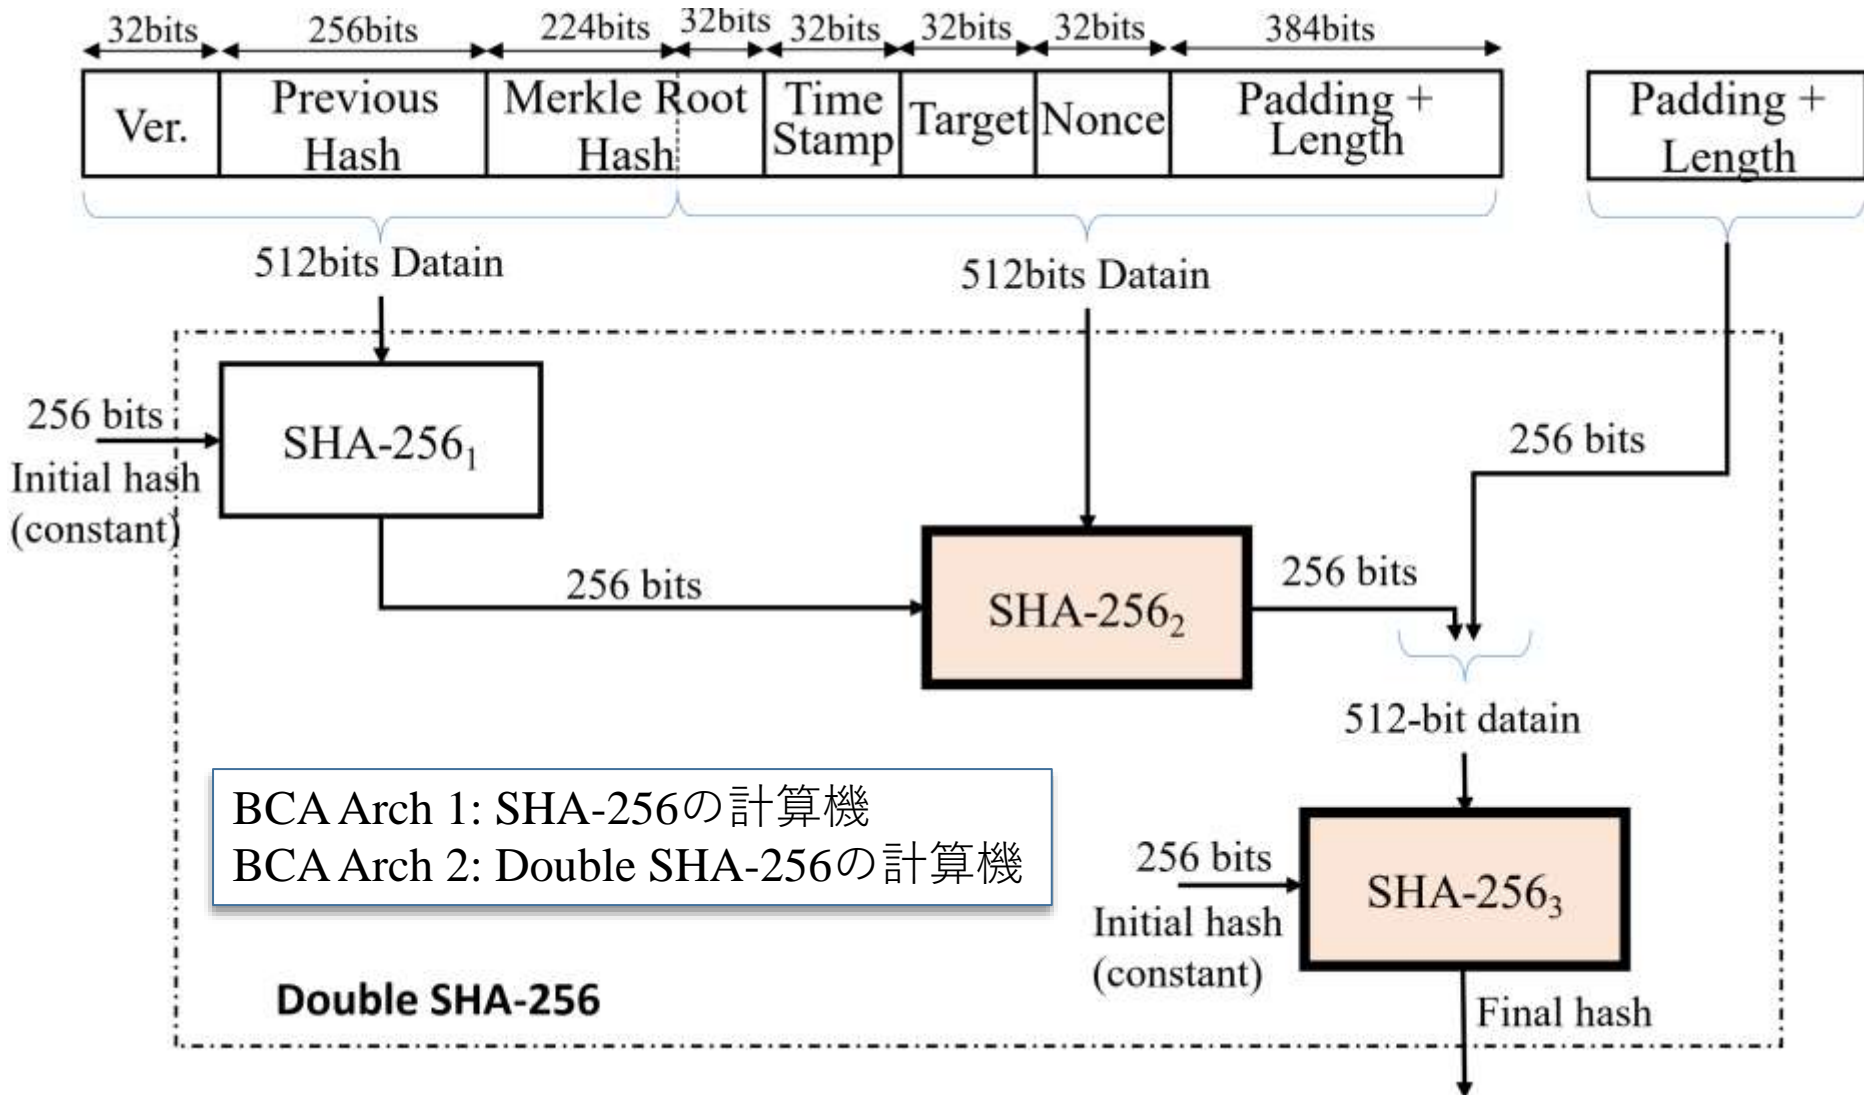 32bits
256bits
224bits
32bits
32bits
32bits
32bits
384bits
Ver.
Previous
Hash
Merkle Root
Hash
Time
Stamp
Target
Nonce
Padding +
Length
Padding +
Length
512bits Datain
512bits Datain
256 bits
Initial hash
(constant)
SHA-256₁
256 bits
256 bits
SHA-256₂
256 bits
512-bit datain
BCA Arch 1: SHA-256の計算機
BCA Arch 2: Double SHA-256の計算機
256 bits
Initial hash
(constant)
SHA-256₃
Double SHA-256
Final hash